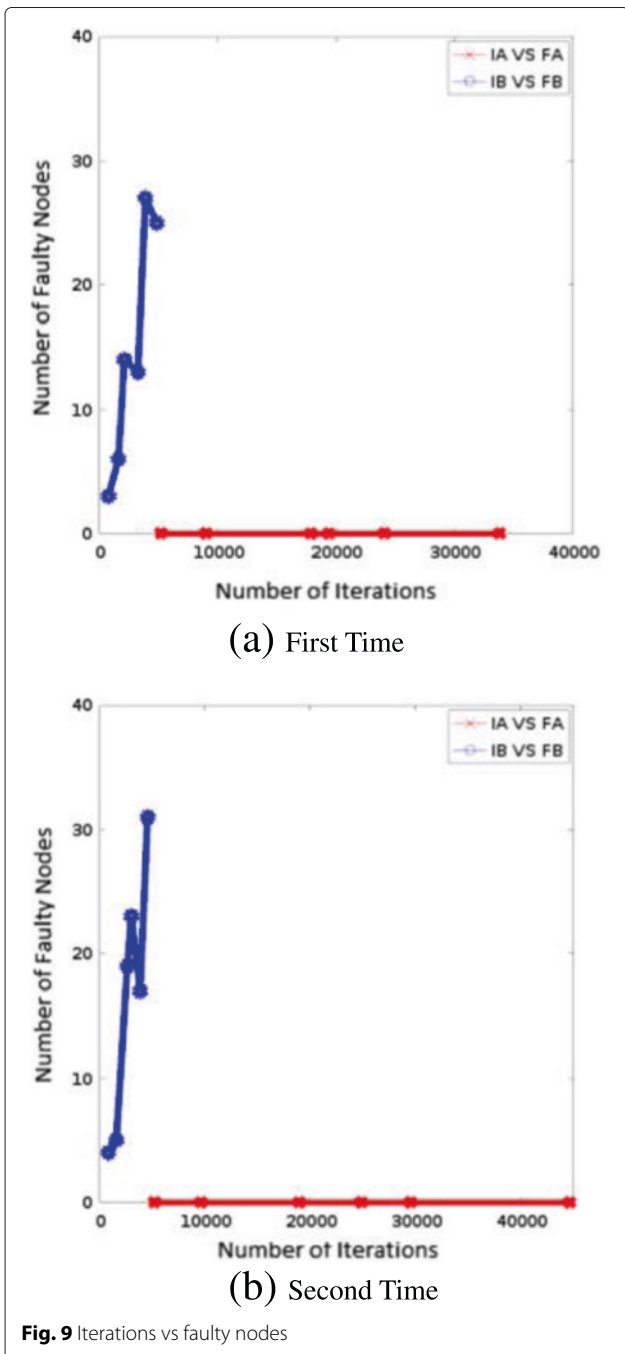 40
30
20
10
0
Number of Faulty Nodes
IA VS FA
IB VS FB
0 10000 20000 30000 40000
Number of Iterations
(a) First Time
40
30
20
10
0
Number of Faulty Nodes
IA VS FA
IB VS FB
0 10000 20000 30000 40000
Number of Iterations
(b) Second Time
Fig. 9 Iterations vs faulty nodes